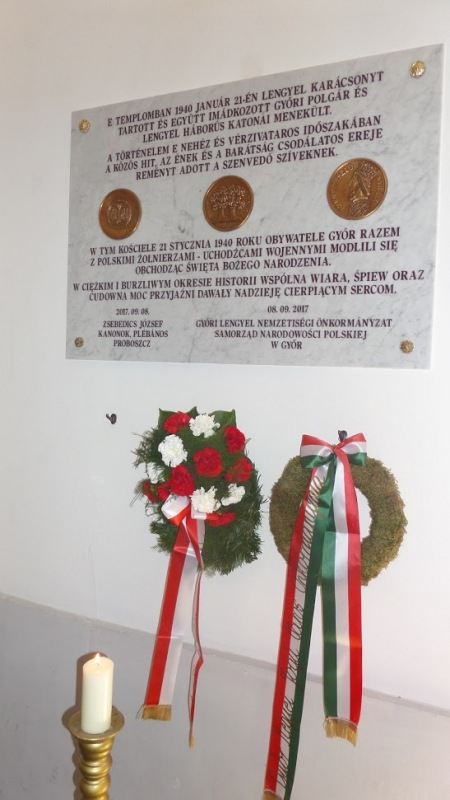 E TEMPLOMBAN 1940 JANUÁR 21-ÉN LENGYEL KARÁCSONYT
TARTOTT ÉS EGYÜTT IMÁDKOZOTT GYŐRI POLGÁR ÉS
LENGYEL HÁBORÚS KATONAI MENEKÜLT.
A TÖRTÉNELEM E NEHÉZ ÉS VÉRZIVATAROS IDŐSZAKÁBAN
A KÖZÖS HIT, AZ ÉNEK ÉS A BARÁTSÁG CSODÁLATOS EREJE
REMÉNYT ADOTT A SZENVEDŐ SZÍVEKNEK.
W TYM KOŚCIELE 21 STYCZNIA 1940 ROKU OBYWATELE GYŐR RAZEM
Z POLSKIMI ŻOŁNIERZAMI - UCHODŹCAMI WOJENNYMI MODLILI SIĘ
OBCHODZĄC ŚWIĘTA BOŻEGO NARODZENIA.
W CIĘŻKIM I BURZLIWYM OKRESIE HISTORII WSPÓLNA WIARA, ŚPIEW ORAZ
CUDOWNA MOC PRZYJAŹNI DAWAŁY NADZIEJĘ CIERPIĄCYM SERCOM.
2017. 09. 08.
ZSEBEDICS JÓZSEF
KANONOK, PLÉBÁNOS
PROBOSZCZ
08. 09. 2017
GYŐRI LENGYEL NEMZETISÉGI ÖNKORMÁNYZAT
SAMORZĄD NARODOWOŚCI POLSKIEJ
W GYŐR